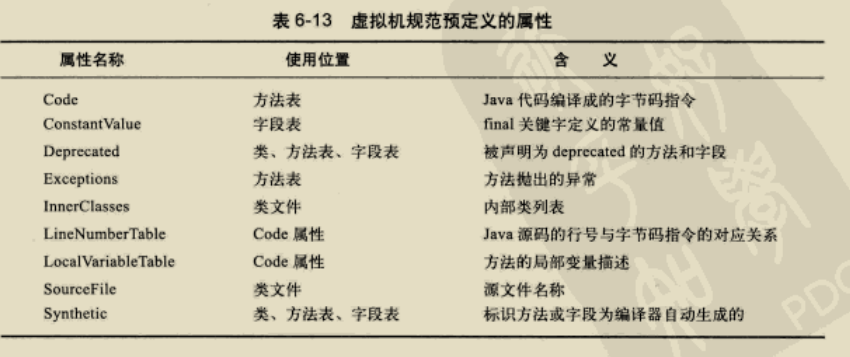 表 6-13 虚拟机规范预定义的属性
属性名称 使用位置 含 义
Code 方法表 Java 代码编译成的字节码指令
ConstantValue 字段表 final 关键字定义的常量值
Deprecated 类、方法表、字段表 被声明为 deprecated 的方法和字段
Exceptions 方法表 方法抛出的异常
InnerClasses 类文件 内部类列表
LineNumberTable Code 属性 Java 源码的行号与字节码指令的对应关系
LocalVariableTable Code 属性 方法的局部变量描述
SourceFile 类文件 源文件名称
Synthetic 类、方法表、字段表 标识方法或字段为编译器自动生成的